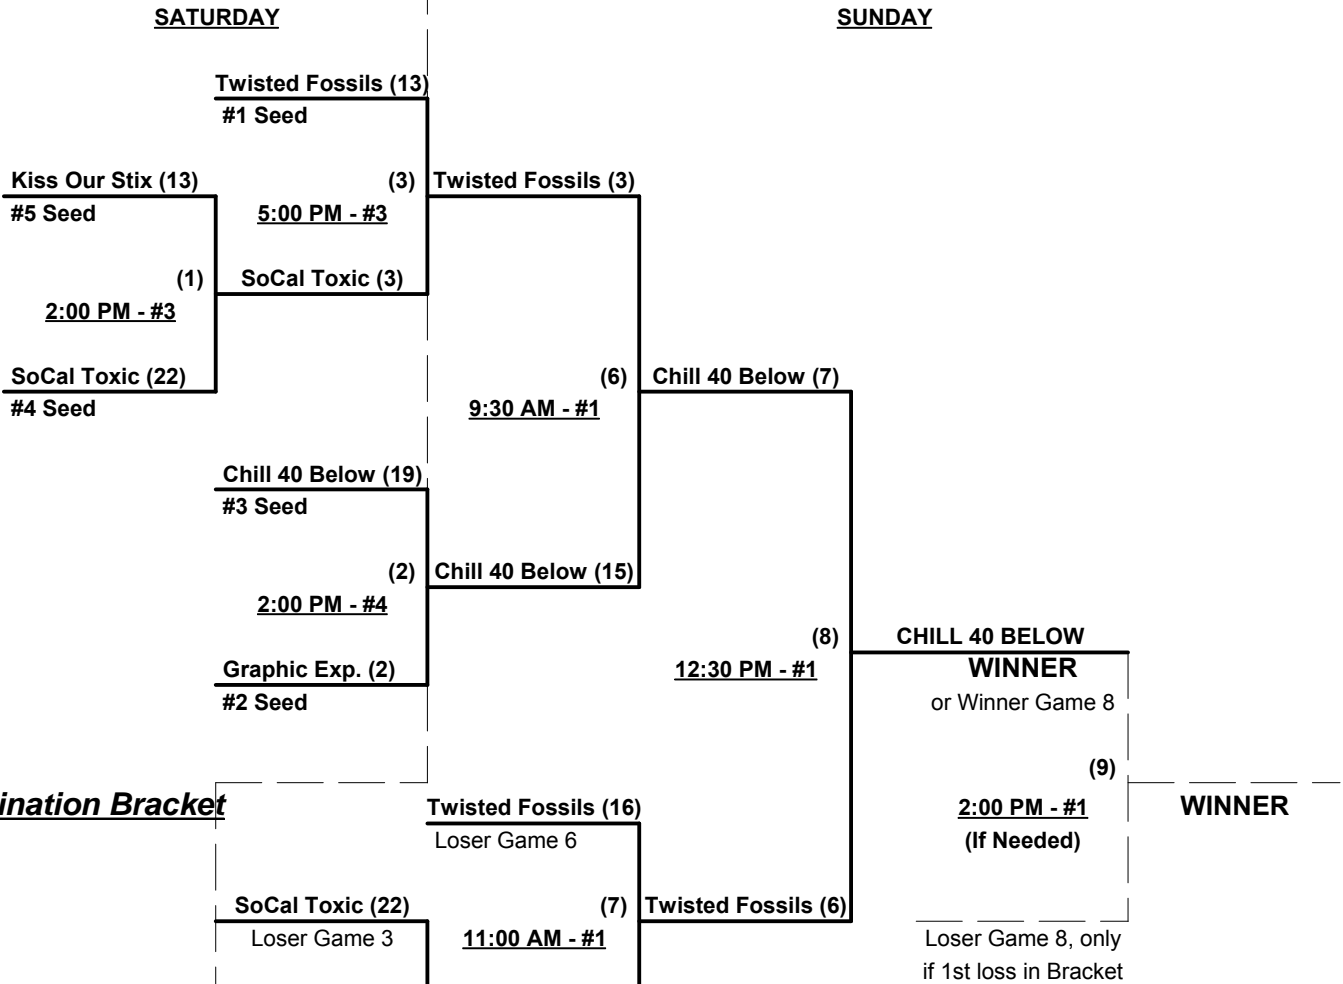 SATURDAY
SUNDAY
Twisted Fossils (13)
#1 Seed
Kiss Our Stix (13)
(3)
Twisted Fossils (3)
#5 Seed
5:00 PM - #3
(1)
SoCal Toxic (3)
2:00 PM - #3
SoCal Toxic (22)
(6)
Chill 40 Below (7)
#4 Seed
9:30 AM - #1
Chill 40 Below (19)
#3 Seed
(2)
Chill 40 Below (15)
2:00 PM - #4
(8)
CHILL 40 BELOW
Graphic Exp. (2)
12:30 PM - #1
WINNER
#2 Seed
or Winner Game 8
(9)
ination Bracket
Twisted Fossils (16)
2:00 PM - #1
WINNER
Loser Game 6
(If Needed)
SoCal Toxic (22)
(7)
Twisted Fossils (6)
Loser Game 3
11:00 AM - #1
Loser Game 8, only
if 1st loss in Bracket